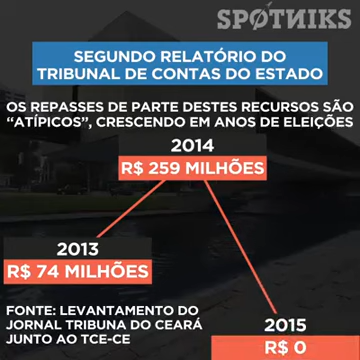 SPOTNIKS
SEGUNDO RELATÓRIO DO
TRIBUNAL DE CONTAS DO ESTADO
OS REPASSES DE PARTE DESTES RECURSOS SÃO
“ATÍPICOS”, CRESCENDO EM ANOS DE ELEIÇÕES
2014
R$ 259 MILHÕES
2013
R$ 74 MILHÕES
FONTE: LEVANTAMENTO DO
JORNAL TRIBUNA DO CEARÁ
JUNTO AO TCE-CE
2015
R$ 0